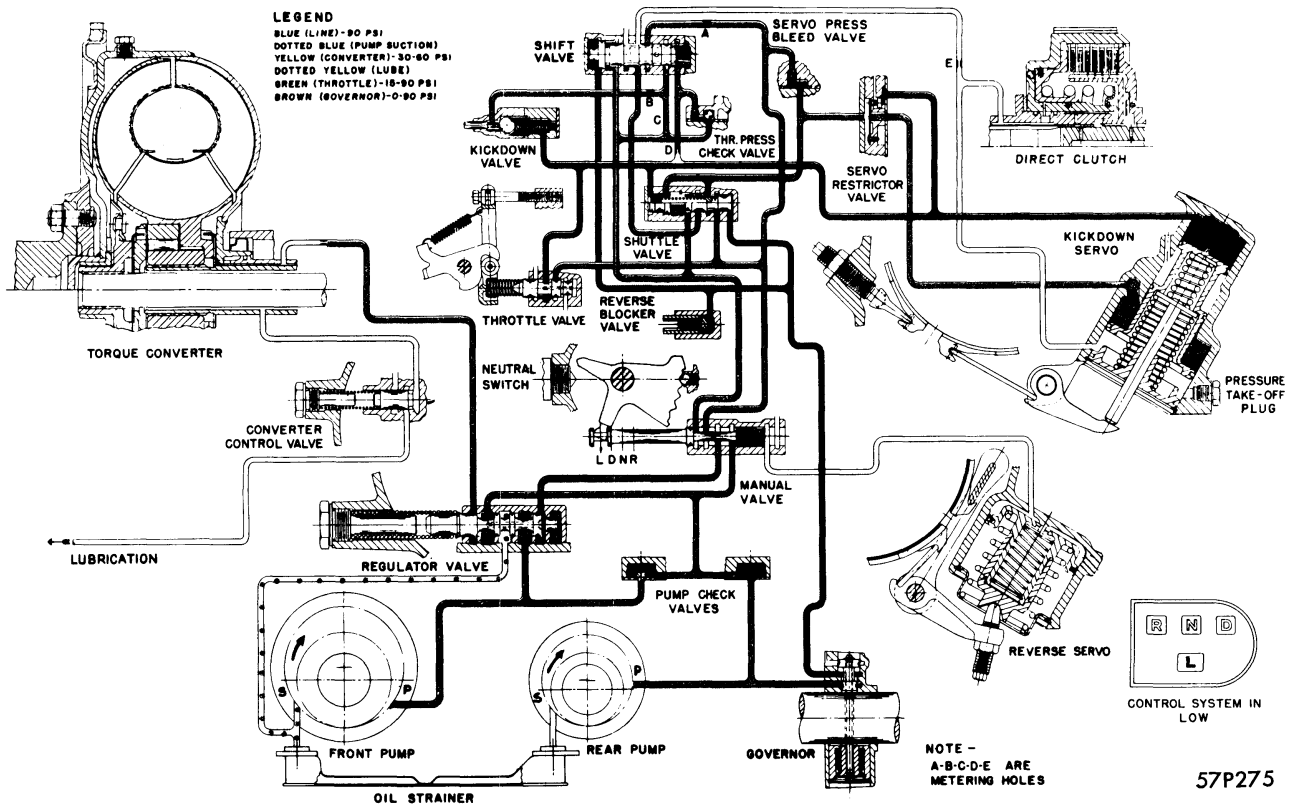 LEGEND
BLUE (LINE)-90 PSI
DOTTED BLUE (PUMP SUCTION)
YELLOW (CONVERTER)-30-60 PSI
DOTTED YELLOW (LUBE)
GREEN (THROTTLE)-15-90 PSI
BROWN (GOVERNOR)-0-90 PSI
SHIFT
VALVE
A
SERVO PRESS
BLEED VALVE
E
B
C
D
KICKDOWN
VALVE
THR. PRESS
CHECK VALVE
SERVO
RESTRICTOR
VALVE
DIRECT CLUTCH
KICKDOWN
SERVO
SHUTTLE
VALVE
THROTTLE VALVE
REVERSE
BLOCKER
VALVE
TORQUE CONVERTER
NEUTRAL
SWITCH
PRESSURE
TAKE-OFF
PLUG
CONVERTER
CONTROL VALVE
L D N R
MANUAL
VALVE
LUBRICATION
REGULATOR VALVE
PUMP CHECK
VALVES
REVERSE SERVO
R N D
L
CONTROL SYSTEM IN
LOW
S
P
S
P
FRONT PUMP
REAR PUMP
GOVERNOR
OIL STRAINER
NOTE -
A-B-C-D-E ARE
METERING HOLES
57P275